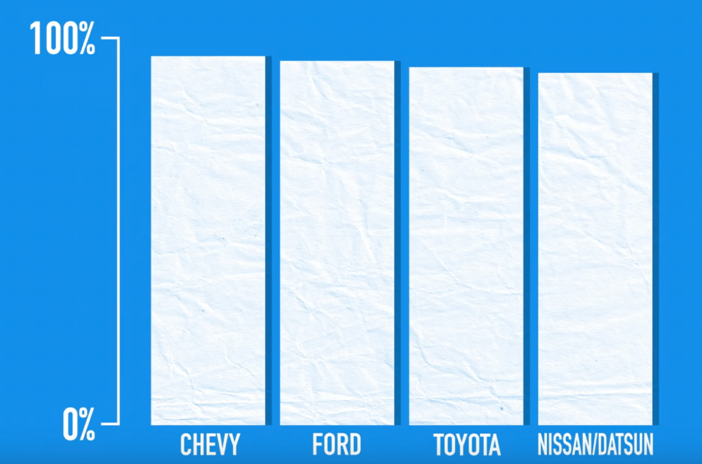 100%
0%
CHEVY
FORD
TOYOTA
NISSAN/DATSUN